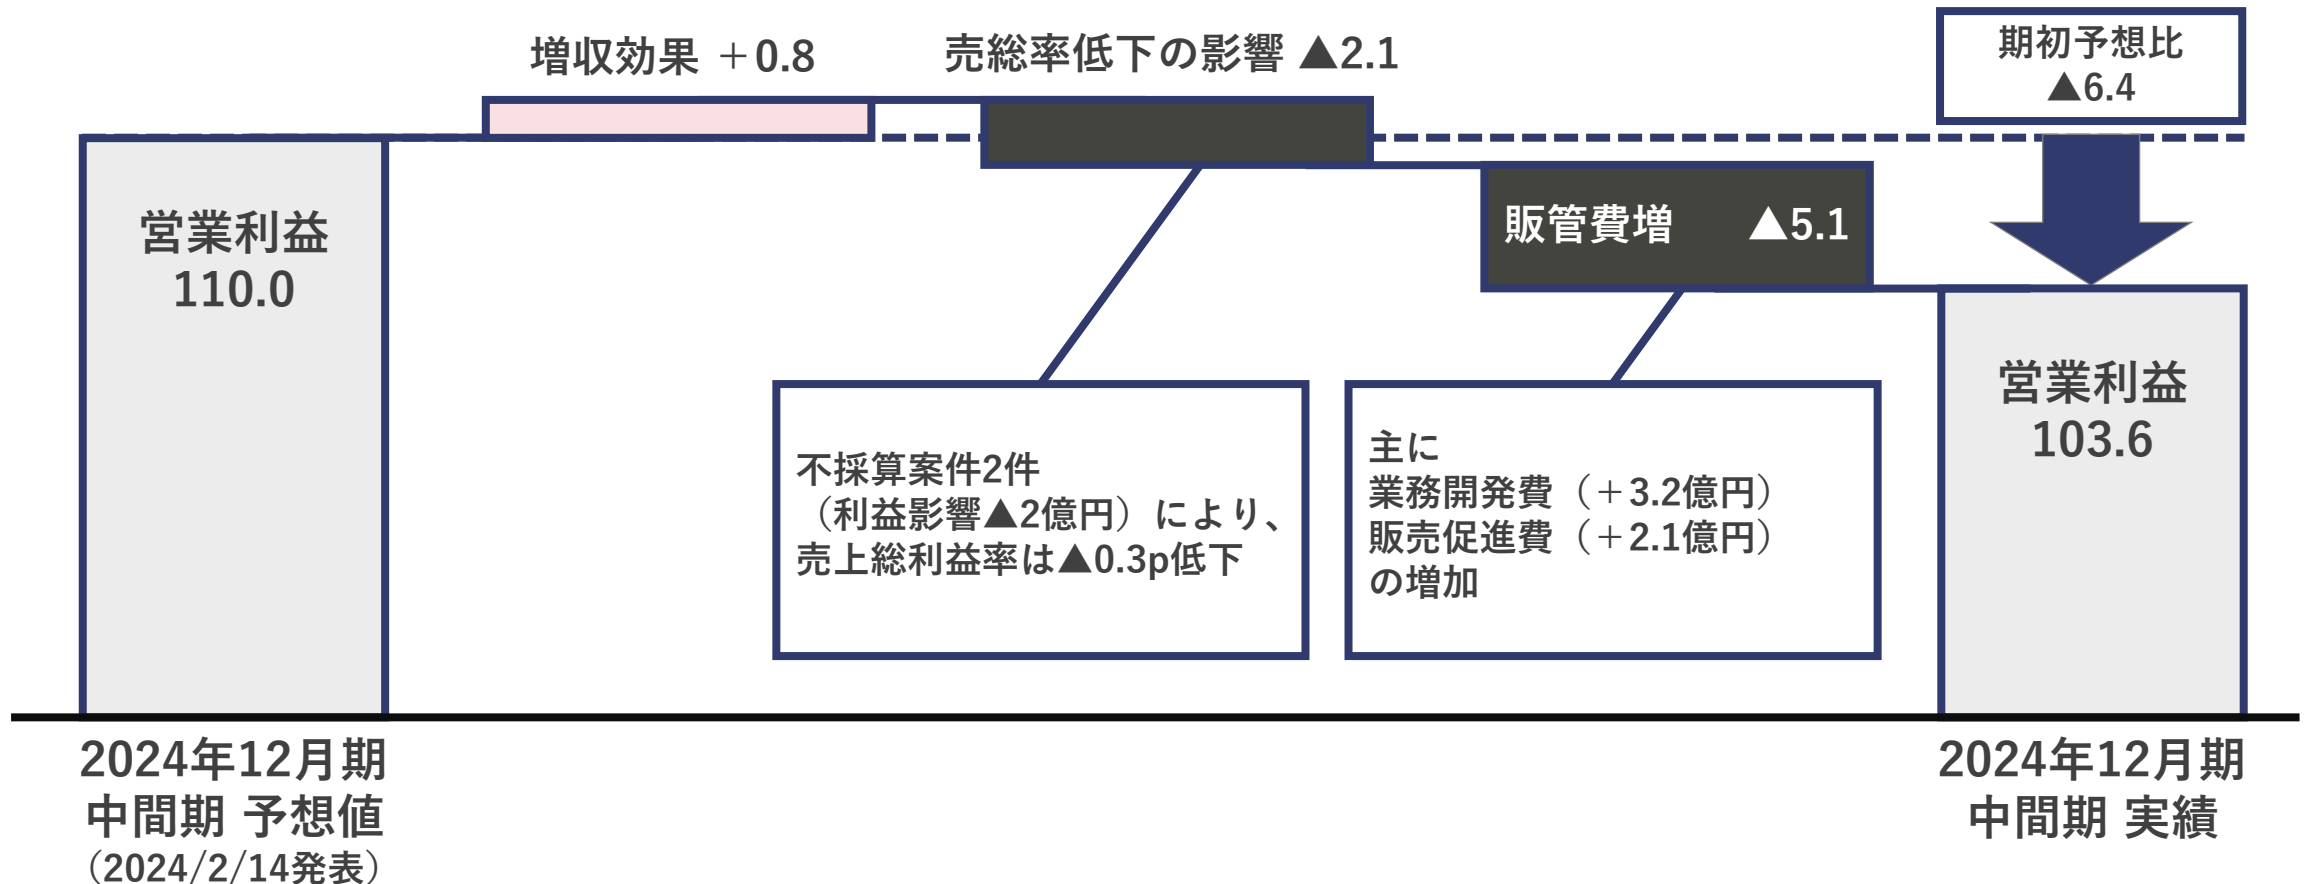 増収効果 ＋0.8
売総率低下の影響 ▲2.1
期初予想比
▲6.4
営業利益
110.0
販管費増 ▲5.1
営業利益
103.6
不採算案件2件
（利益影響▲2億円）により、
売上総利益率は▲0.3p低下
主に
業務開発費（＋3.2億円）
販売促進費（＋2.1億円）
の増加
2024年12月期
中間期 予想値
（2024/2/14発表）
2024年12月期
中間期 実績